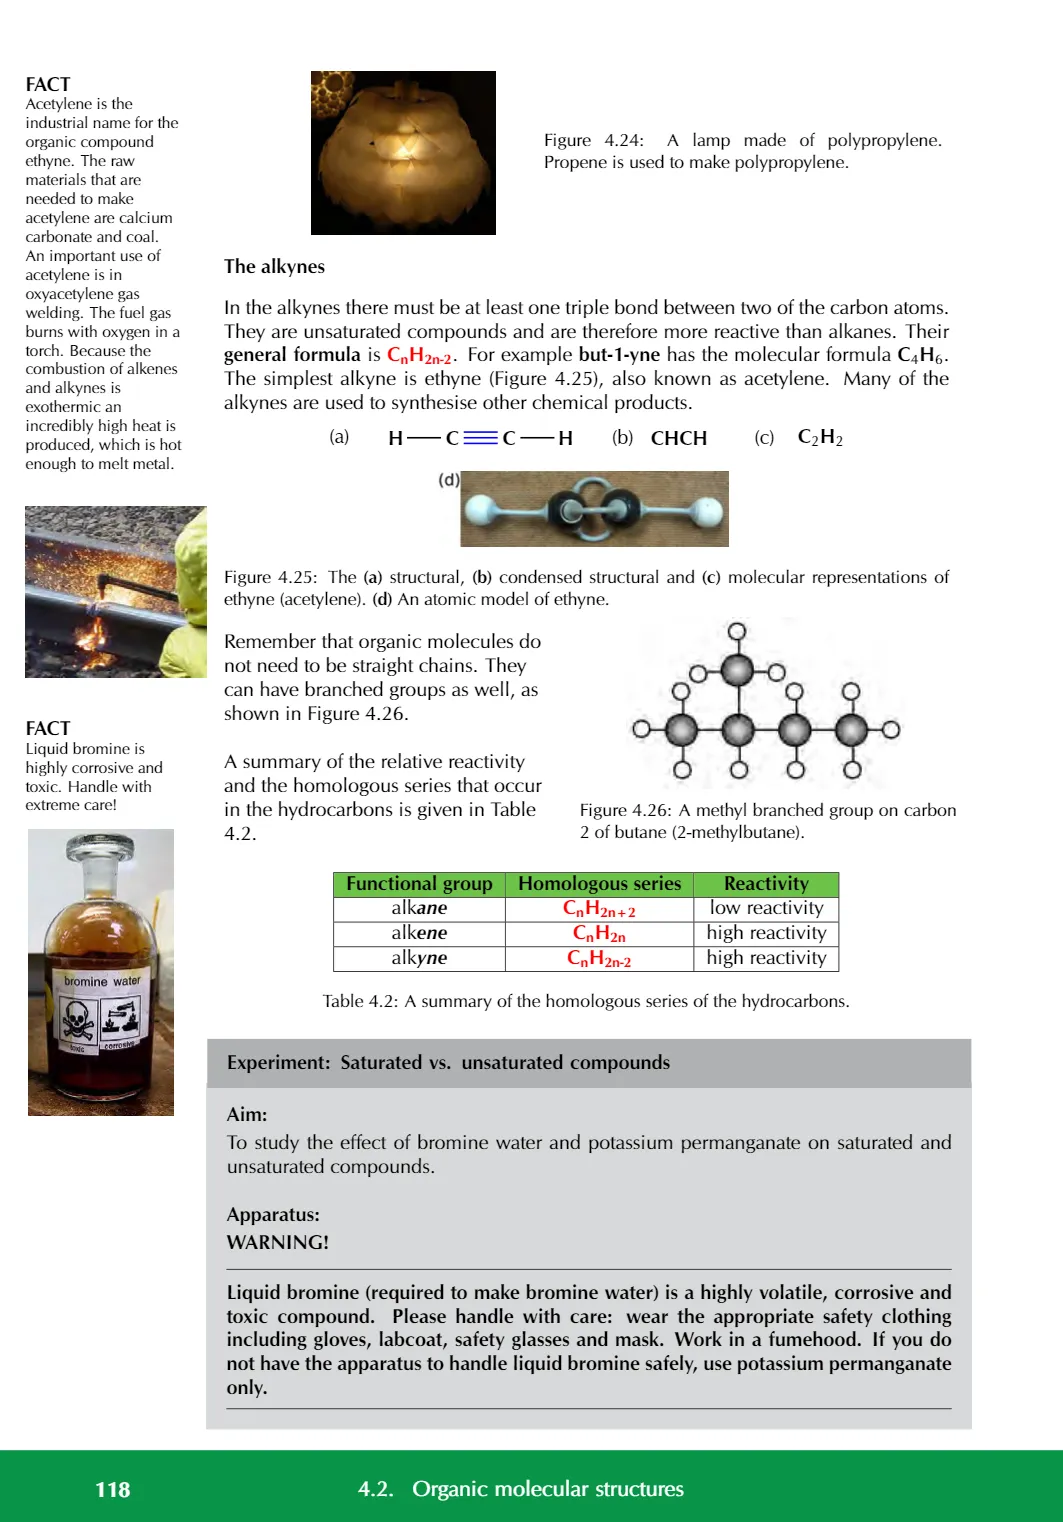 FACT
Acetylene is the
industrial name for the
organic compound
ethyne. The raw
materials that are
needed to make
acetylene are calcium
carbonate and coal.
An important use of
acetylene is in
oxyacetylene gas
welding. The fuel gas
burns with oxygen in a
torch. Because the
combustion of alkenes
and alkynes is
exothermic an
incredibly high heat is
produced, which is hot
enough to melt metal.
FACT
Liquid bromine is
highly corrosive and
toxic. Handle with
extreme care!
bromine water
toxic
corrosive
Figure 4.24: A lamp made of polypropylene.
Propene is used to make polypropylene.
The alkynes
In the alkynes there must be at least one triple bond between two of the carbon atoms.
They are unsaturated compounds and are therefore more reactive than alkanes. Their
general formula is CnH2n-2. For example but-1-yne has the molecular formula C4H6.
The simplest alkyne is ethyne (Figure 4.25), also known as acetylene. Many of the
alkynes are used to synthesise other chemical products.
(a) H C C H (b) CHCH (c) C2H2
(d)
Figure 4.25: The (a) structural, (b) condensed structural and (c) molecular representations of
ethyne (acetylene). (d) An atomic model of ethyne.
Remember that organic molecules do
not need to be straight chains. They
can have branched groups as well, as
shown in Figure 4.26.
A summary of the relative reactivity
and the homologous series that occur
in the hydrocarbons is given in Table
4.2.
Figure 4.26: A methyl branched group on carbon
2 of butane (2-methylbutane).
Functional group Homologous series Reactivity
alkane CnH2n+2 low reactivity
alkene CnH2n high reactivity
alkyne CnH2n-2 high reactivity
Table 4.2: A summary of the homologous series of the hydrocarbons.
Experiment: Saturated vs. unsaturated compounds
Aim:
To study the effect of bromine water and potassium permanganate on saturated and
unsaturated compounds.
Apparatus:
WARNING!
Liquid bromine (required to make bromine water) is a highly volatile, corrosive and
toxic compound. Please handle with care: wear the appropriate safety clothing
including gloves, labcoat, safety glasses and mask. Work in a fumehood. If you do
not have the apparatus to handle liquid bromine safely, use potassium permanganate
only.
118 4.2. Organic molecular structures